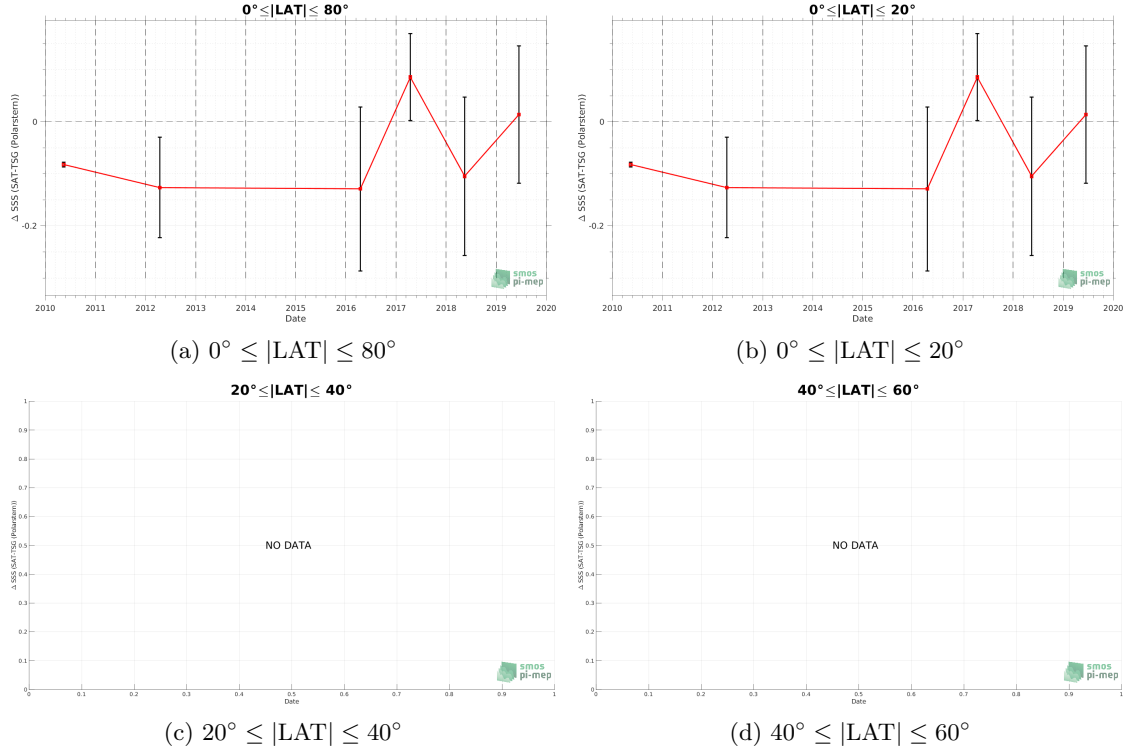 0°≤|LAT|≤ 80°
Δ SSS (SAT-TSG (Polarstern))
0
-0.2
2010 2011 2012 2013 2014 2015 2016 2017 2018 2019 2020
Date
smos
pi-mep
(a) 0° ≤ |LAT| ≤ 80°
0°≤|LAT|≤ 20°
Δ SSS (SAT-TSG (Polarstern))
0
-0.2
2010 2011 2012 2013 2014 2015 2016 2017 2018 2019 2020
Date
smos
pi-mep
(b) 0° ≤ |LAT| ≤ 20°
20°≤|LAT|≤ 40°
Δ SSS (SAT-TSG (Polarstern))
1
0.9
0.8
0.7
0.6
0.5
0.4
0.3
0.2
0.1
0
NO DATA
0 0.1 0.2 0.3 0.4 0.5 0.6 0.7 0.8 0.9 1
Date
smos
pi-mep
(c) 20° ≤ |LAT| ≤ 40°
40°≤|LAT|≤ 60°
Δ SSS (SAT-TSG (Polarstern))
1
0.9
0.8
0.7
0.6
0.5
0.4
0.3
0.2
0.1
0
NO DATA
0 0.1 0.2 0.3 0.4 0.5 0.6 0.7 0.8 0.9 1
Date
smos
pi-mep
(d) 40° ≤ |LAT| ≤ 60°